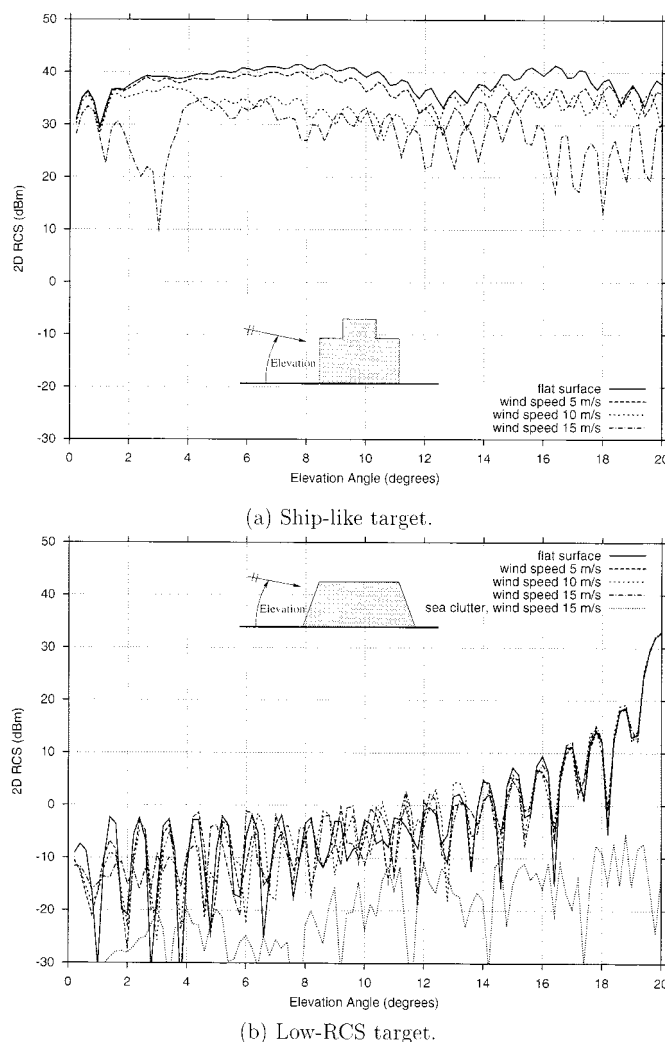 50
40
30
20
10
0
-10
-20
-30
2D RCS (dBm)
Elevation
flat surface
wind speed 5 m/s
wind speed 10 m/s
wind speed 15 m/s
0 2 4 6 8 10 12 14 16 18 20
Elevation Angle (degrees)
(a) Ship-like target.
50
40
30
20
10
0
-10
-20
-30
2D RCS (dBm)
Elevation
flat surface
wind speed 5 m/s
wind speed 10 m/s
wind speed 15 m/s
sea clutter, wind speed 15 m/s
0 2 4 6 8 10 12 14 16 18 20
Elevation Angle (degrees)
(b) Low-RCS target.